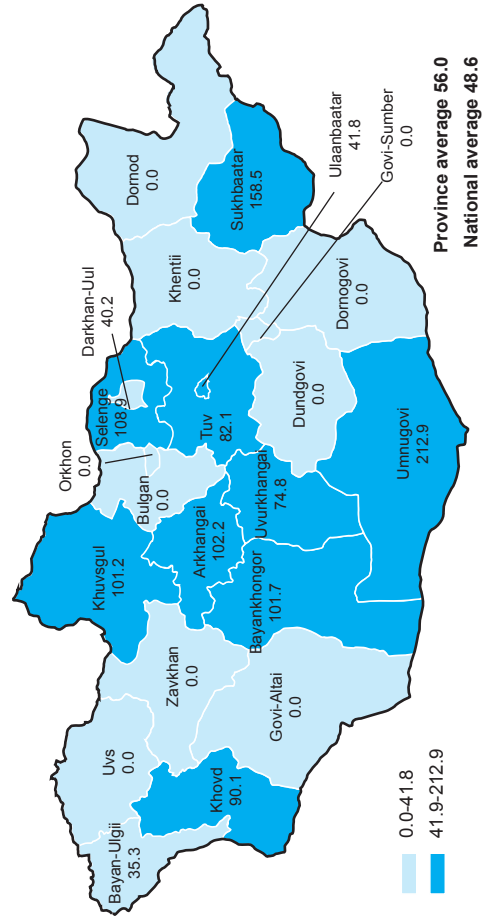 Bayan-Ulgii
35.3
Uvs
0.0
Khovd
90.1
Zavkhan
0.0
Govi-Altai
0.0
Khuvsgul
101.2
Arkhangai
102.2
Bayankhongor
101.7
Orkhon
0.0
Bulgan
0.0
Uvurkhangai
74.8
Selenge
108.9
Darkhan-Uul
40.2
Tuv
82.1
Umnugovi
212.9
Dundgovi
0.0
Khentii
0.0
Dornogovi
0.0
Dornod
0.0
Sukhbaatar
158.5
Ulaanbaatar
41.8
Govi-Sumber
0.0
0.0-41.8
41.9-212.9
Province average 56.0
National average 48.6